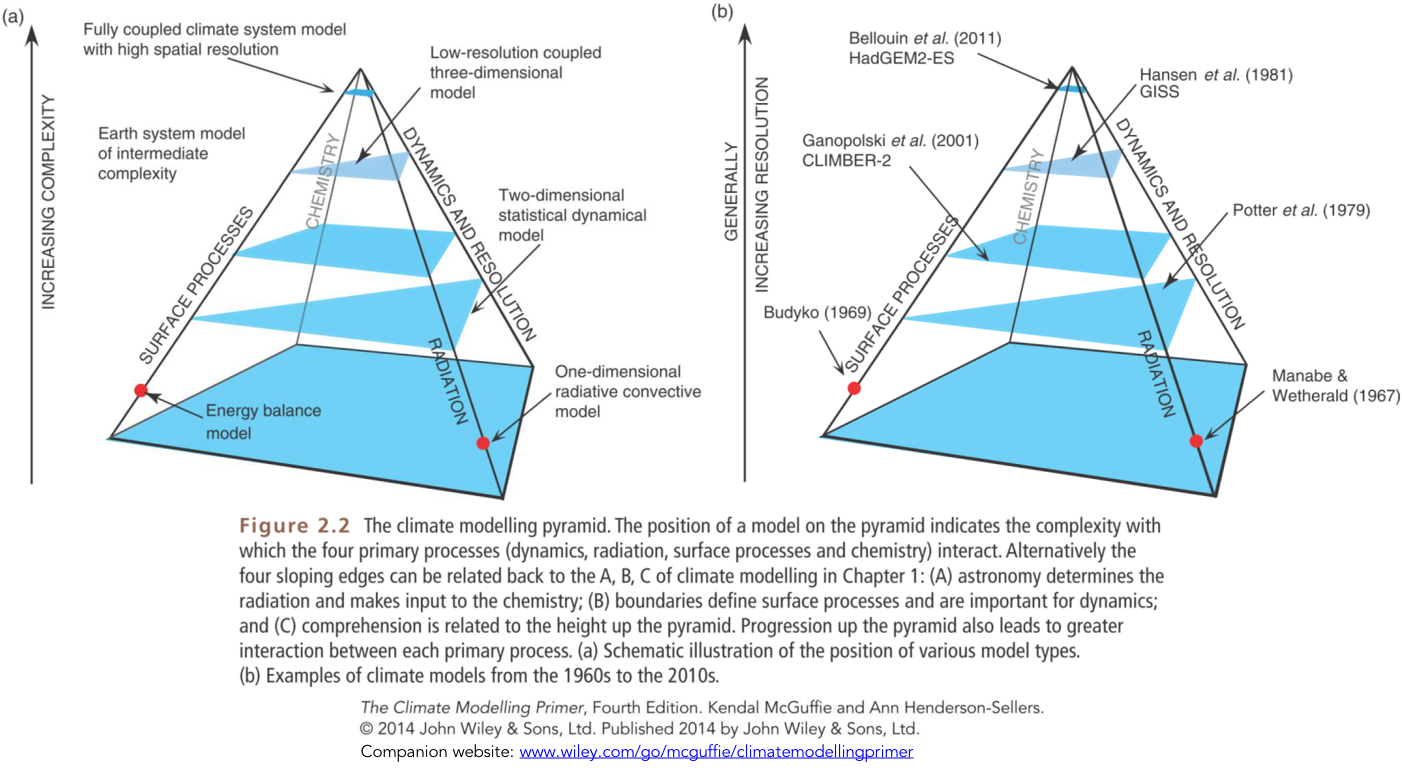 (a)
Fully coupled climate system model
with high spatial resolution
Low-resolution coupled
three-dimensional
model
Earth system model
of intermediate
complexity
INCREASING COMPLEXITY
CHEMISTRY
DYNAMICS AND RESOLUTION
SURFACE PROCESSES
RADIATION
Two-dimensional
statistical dynamical
model
One-dimensional
radiative convective
model
Energy balance
model
(b)
Bellouin et al. (2011)
HadGEM2-ES
Hansen et al. (1981)
GISS
Ganopolski et al. (2001)
CLIMBER-2
GENERALLY
INCREASING RESOLUTION
CHEMISTRY
DYNAMICS AND RESOLUTION
SURFACE PROCESSES
RADIATION
Potter et al. (1979)
Budyko (1969)
Manabe &
Wetherald (1967)
Figure 2.2 The climate modelling pyramid. The position of a model on the pyramid indicates the complexity with
which the four primary processes (dynamics, radiation, surface processes and chemistry) interact. Alternatively the
four sloping edges can be related back to the A, B, C of climate modelling in Chapter 1: (A) astronomy determines the
radiation and makes input to the chemistry; (B) boundaries define surface processes and are important for dynamics;
and (C) comprehension is related to the height up the pyramid. Progression up the pyramid also leads to greater
interaction between each primary process. (a) Schematic illustration of the position of various model types.
(b) Examples of climate models from the 1960s to the 2010s.
The Climate Modelling Primer, Fourth Edition. Kendal McGuffie and Ann Henderson-Sellers.
© 2014 John Wiley & Sons, Ltd. Published 2014 by John Wiley & Sons, Ltd.
Companion website: www.wiley.com/go/mcguffie/climatemodellingprimer